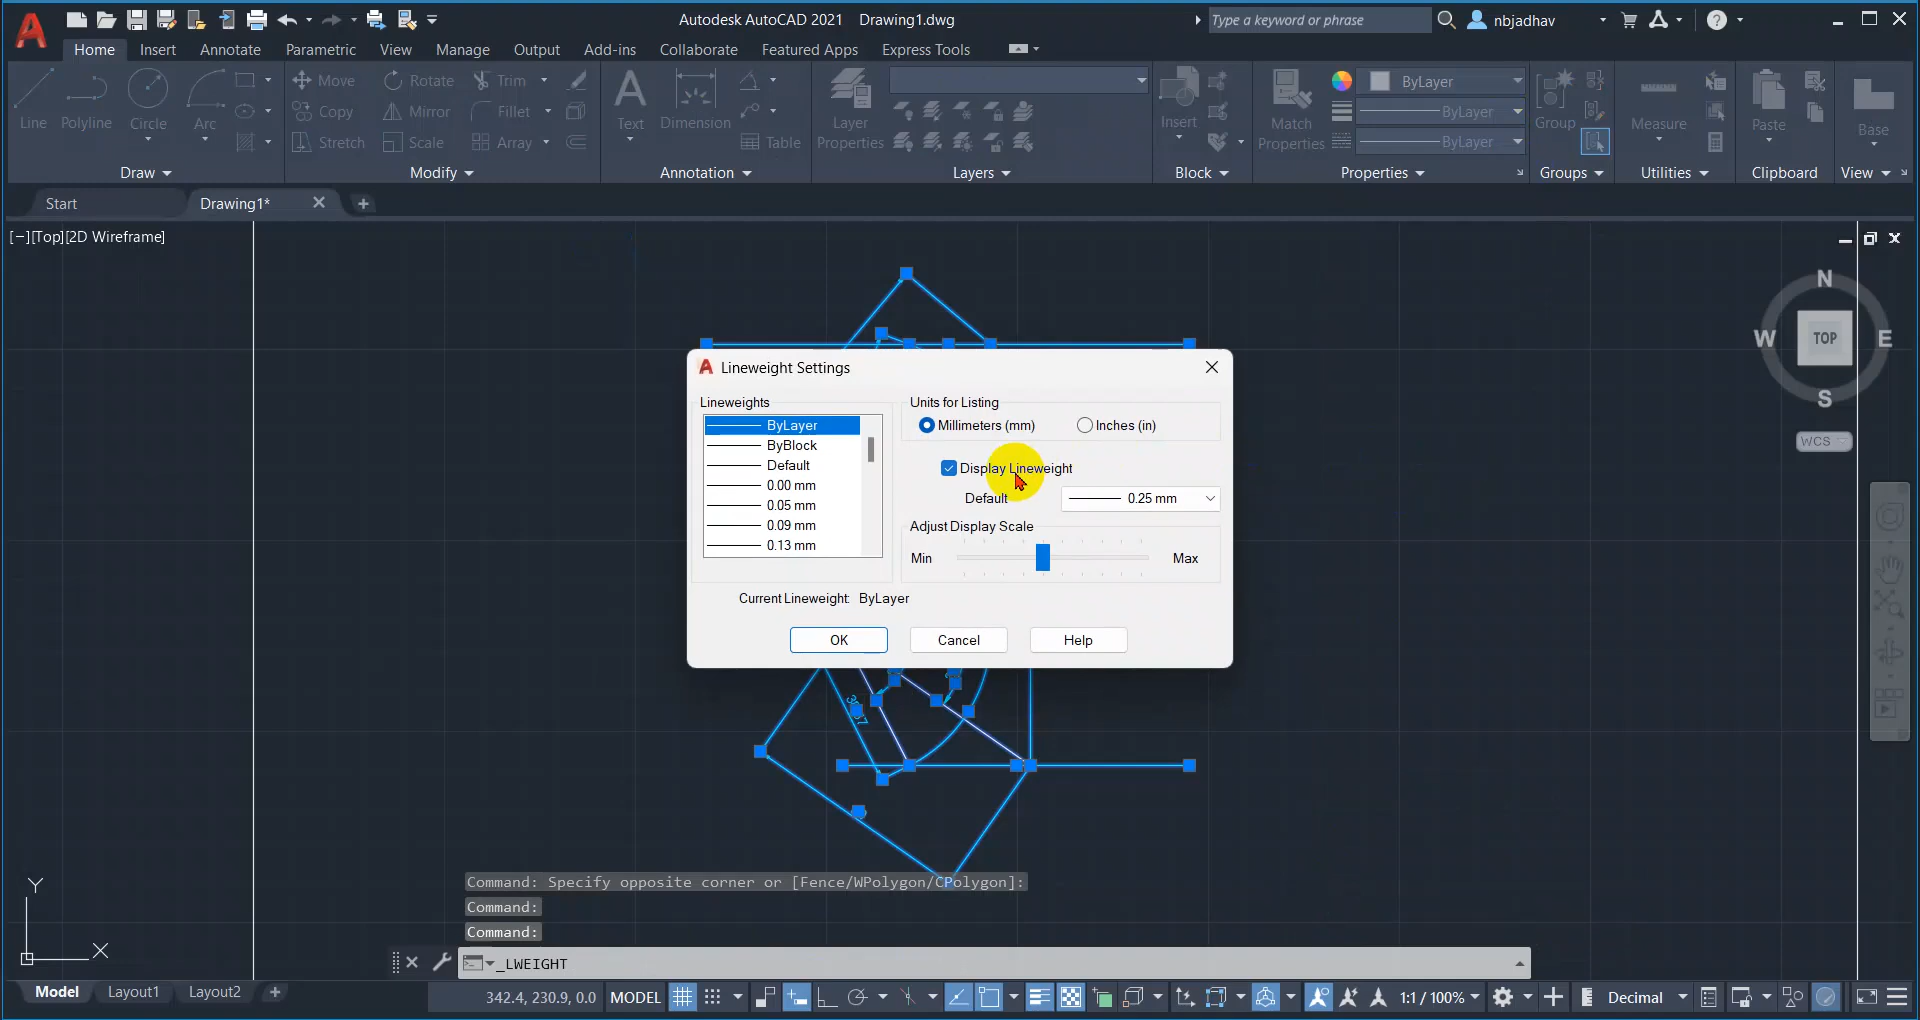 Autodesk AutoCAD 2021 Drawing1.dwg
Type a keyword or phrase
nbjadhav
Home Insert Annotate Parametric View Manage Output Add-ins Collaborate Featured Apps Express Tools
Line Polyline Circle Arc
Move Rotate Trim
Copy Mirror Fillet
Stretch Scale Array
Text Dimension Table
Layer Properties
Insert
Match Properties
ByLayer
ByLayer
ByLayer
Group
Measure
Paste
Base
Draw Modify Annotation Layers Block Properties Groups Utilities Clipboard View
Start Drawing1*
[−][Top][2D Wireframe]
N
W TOP E
S
WCS
Lineweight Settings
Lineweights
ByLayer
ByBlock
Default
0.00 mm
0.05 mm
0.09 mm
0.13 mm
Units for Listing
Millimeters (mm) Inches (in)
Display Lineweight
Default 0.25 mm
Adjust Display Scale
Min Max
Current Lineweight: ByLayer
OK Cancel Help
Command: Specify opposite corner or [Fence/WPolygon/CPolygon]:
Command:
Command:
Y
X
_LWEIGHT
Model Layout1 Layout2
342.4, 230.9, 0.0 MODEL 1:1 / 100% Decimal